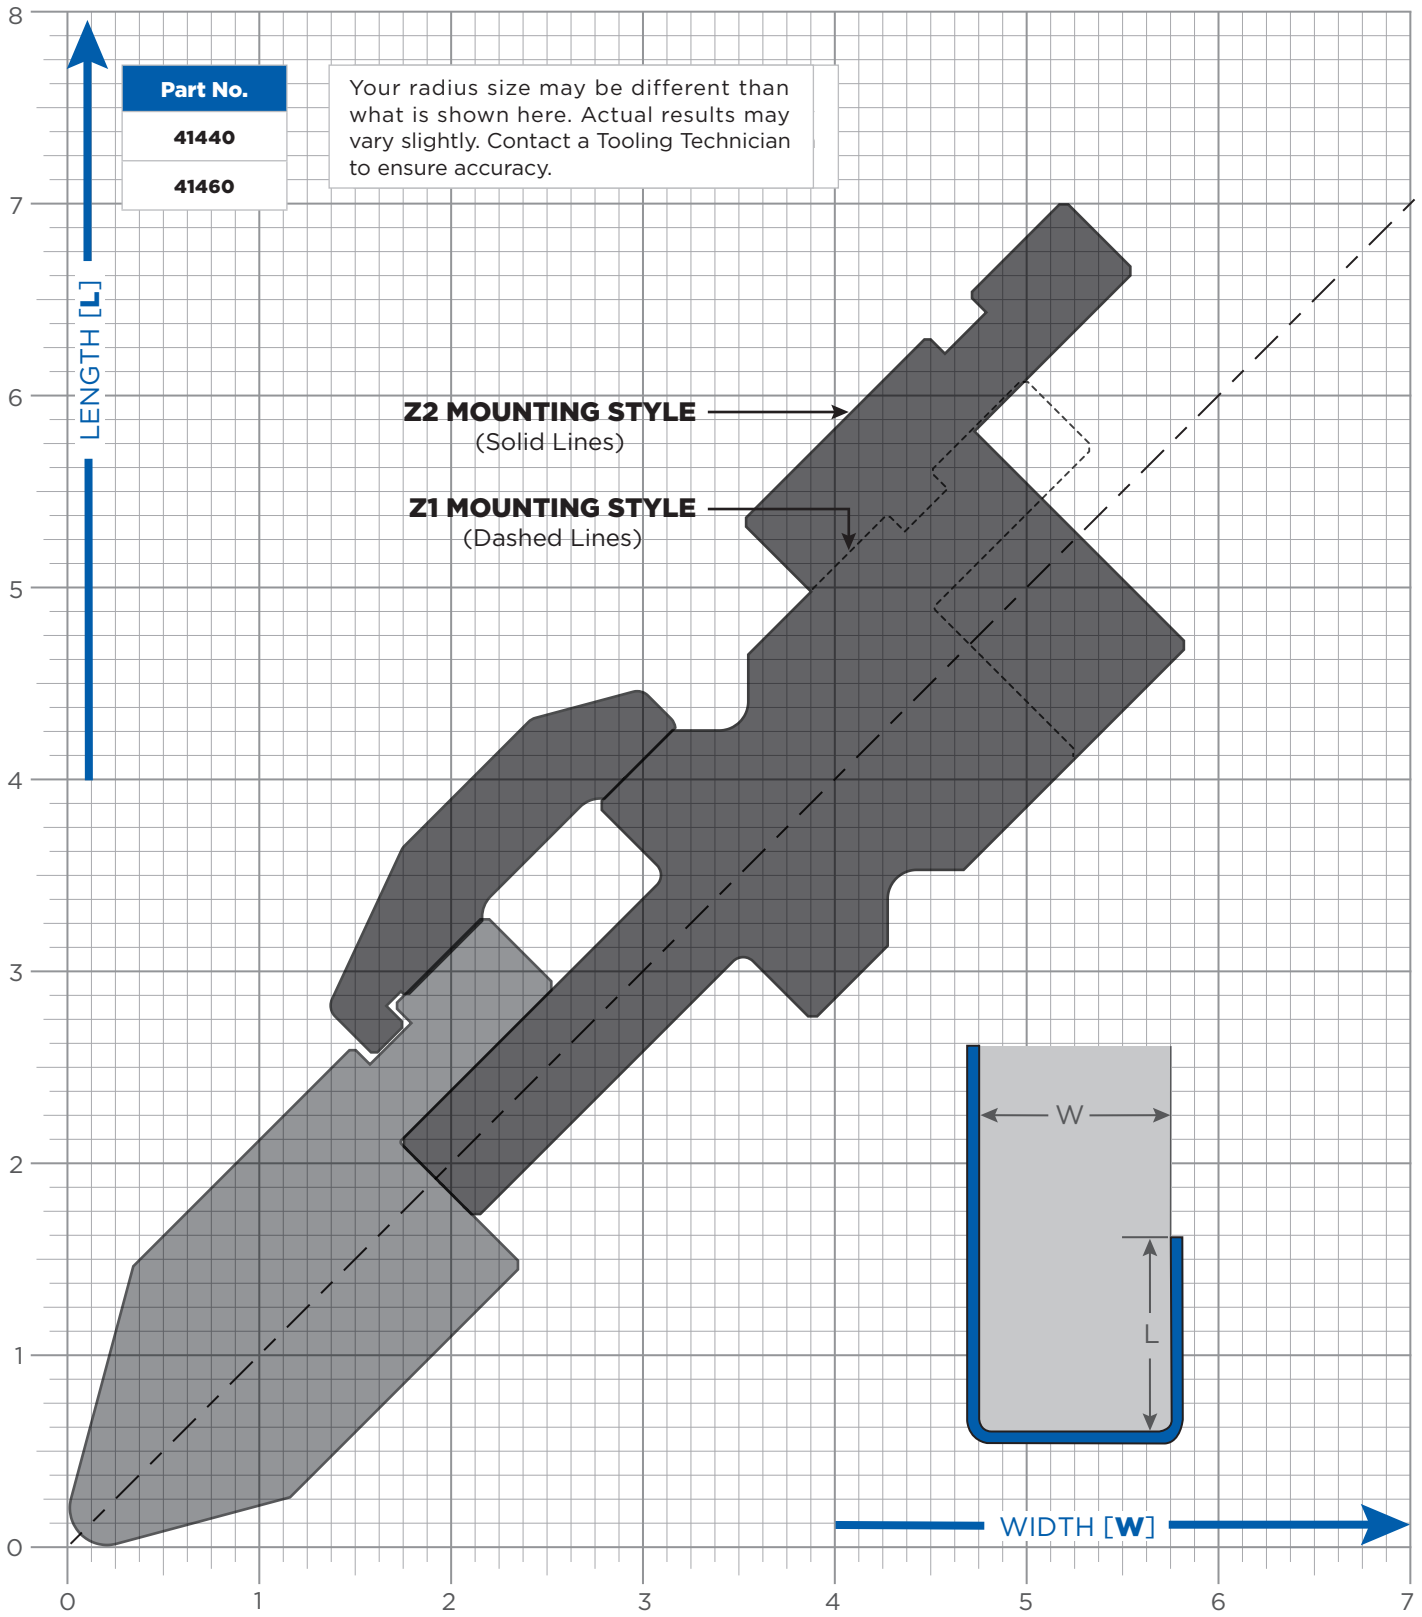 8
Part No.
41440
41460
Your radius size may be different than
what is shown here. Actual results may
vary slightly. Contact a Tooling Technician
to ensure accuracy.
7
LENGTH [L]
6
Z2 MOUNTING STYLE
(Solid Lines)
Z1 MOUNTING STYLE
(Dashed Lines)
5
4
3
W
2
L
1
WIDTH [W]
0
0 1 2 3 4 5 6 7